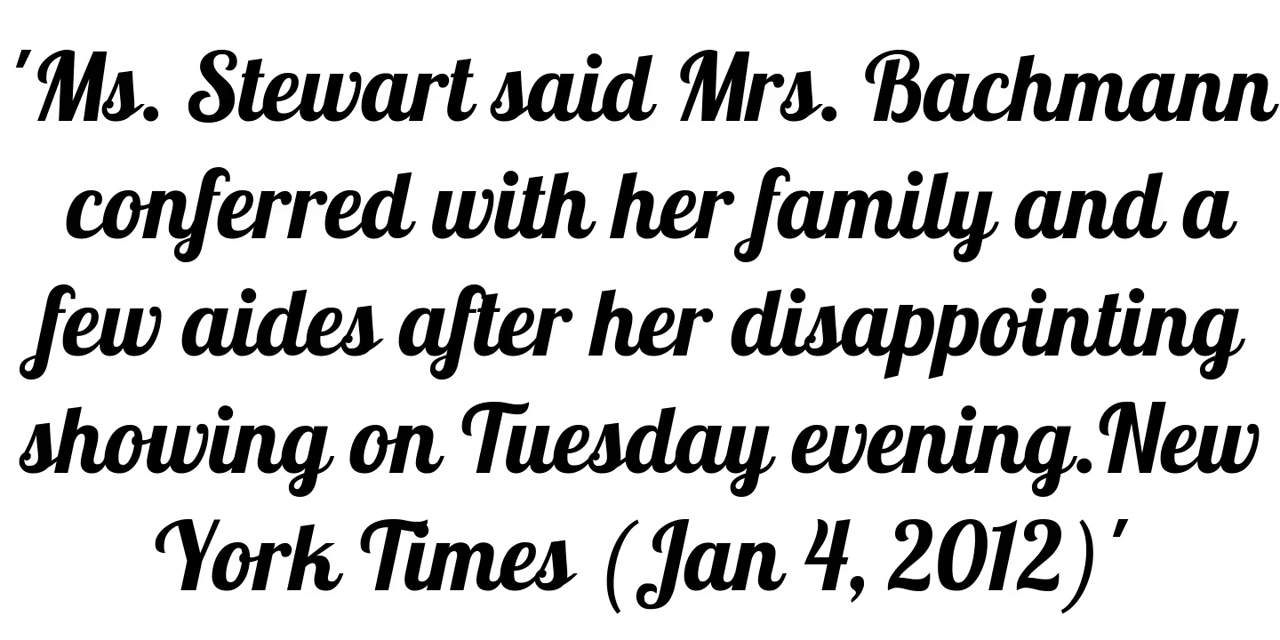 'Ms. Stewart said Mrs. Bachmann
conferred with her family and a
few aides after her disappointing
showing on Tuesday evening.New
York Times (Jan 4, 2012)'